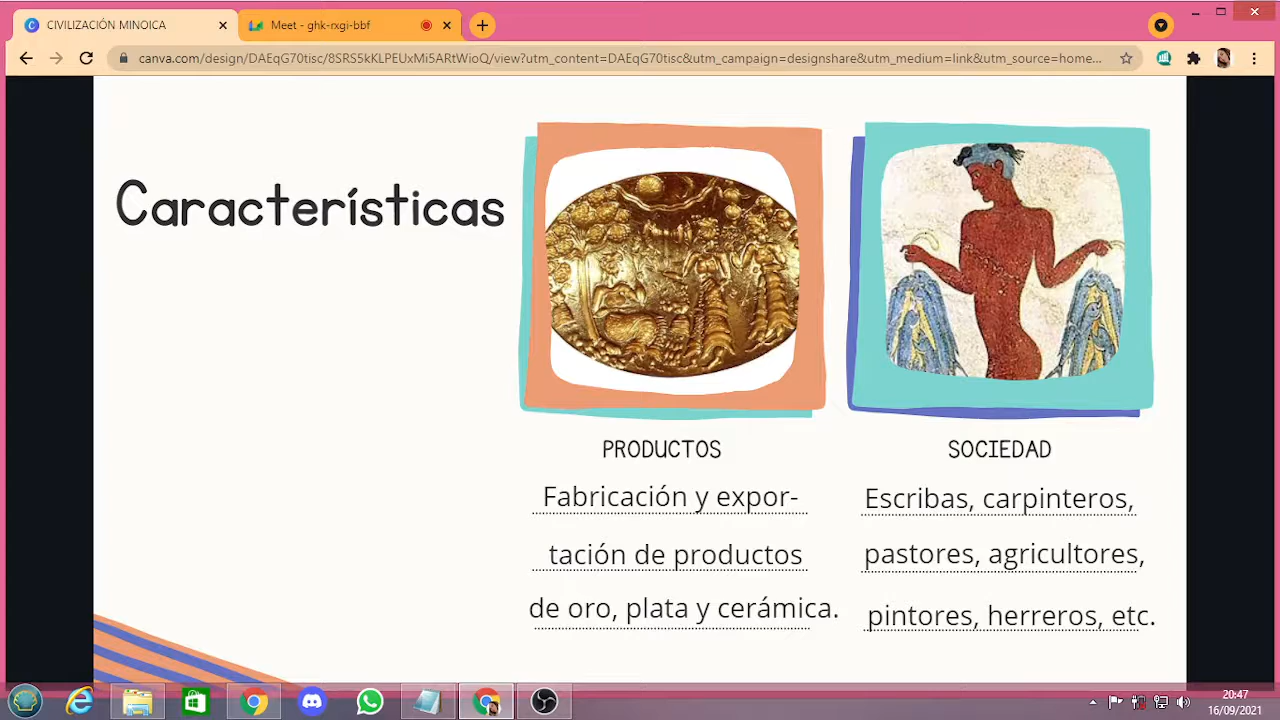 CIVILIZACIÓN MINOICA
Meet - ghk-rxgi-bbf
canva.com/design/DAEqG70tisc/8SRS5kKLPEUxMi5ARtWjoQ/view?utm_content=DAEqG70tisc&utm_campaign=designshare&utm_medium=link&utm_source=home...
Características
PRODUCTOS
Fabricación y expor-
tación de productos
de oro, plata y cerámica.
SOCIEDAD
Escribas, carpinteros,
pastores, agricultores,
pintores, herreros, etc.
20:47
16/09/2021